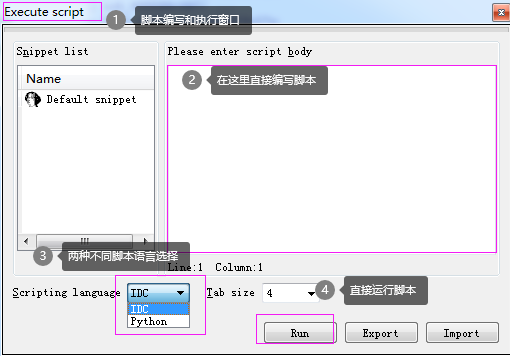 Execute script
1 脚本编写和执行窗口
Snippet list
Please enter script body
Name
2 在这里直接编写脚本
Default snippet
3 两种不同脚本语言选择
Line:1 Column:1
Scripting language IDC Tab size 4
4 直接运行脚本
IDC
Python
Run Export Import